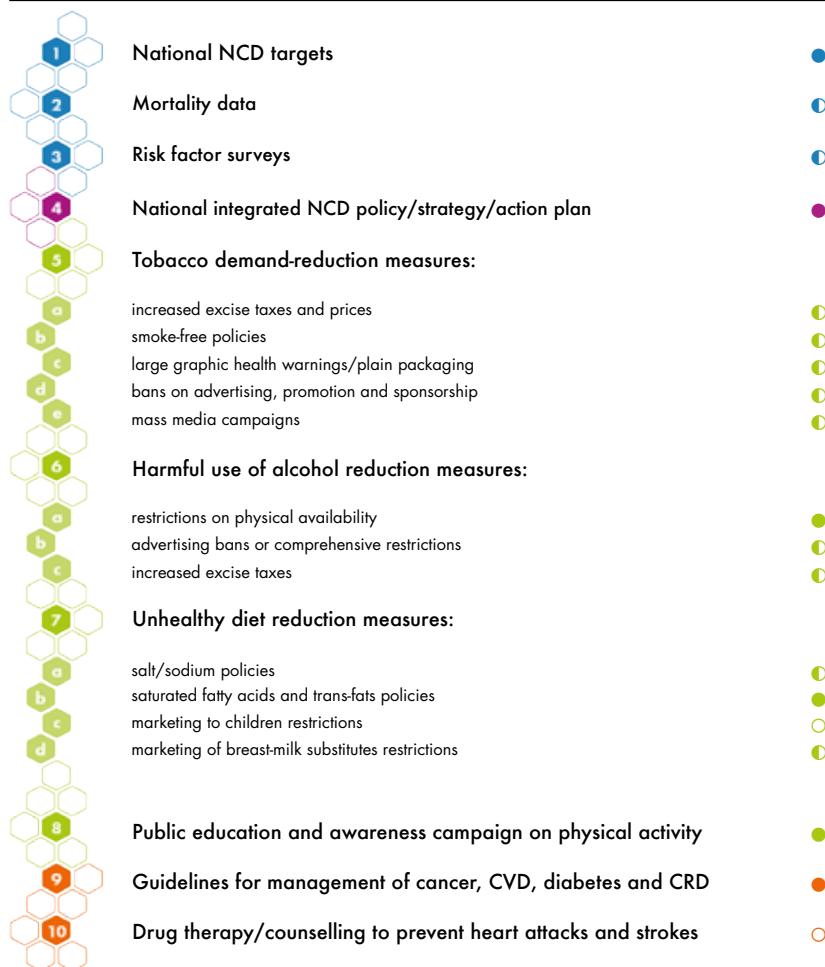 1 National NCD targets ●
2 Mortality data ◐
3 Risk factor surveys ◐
4 National integrated NCD policy/strategy/action plan ●
5 Tobacco demand-reduction measures:
a increased excise taxes and prices ◐
b smoke-free policies ◐
c large graphic health warnings/plain packaging ◐
d bans on advertising, promotion and sponsorship ◐
e mass media campaigns ◐
6 Harmful use of alcohol reduction measures:
a restrictions on physical availability ●
b advertising bans or comprehensive restrictions ◐
c increased excise taxes ◐
7 Unhealthy diet reduction measures:
a salt/sodium policies ◐
b saturated fatty acids and trans-fats policies ●
c marketing to children restrictions ○
d marketing of breast-milk substitutes restrictions ◐
8 Public education and awareness campaign on physical activity ●
9 Guidelines for management of cancer, CVD, diabetes and CRD ●
10 Drug therapy/counselling to prevent heart attacks and strokes ○